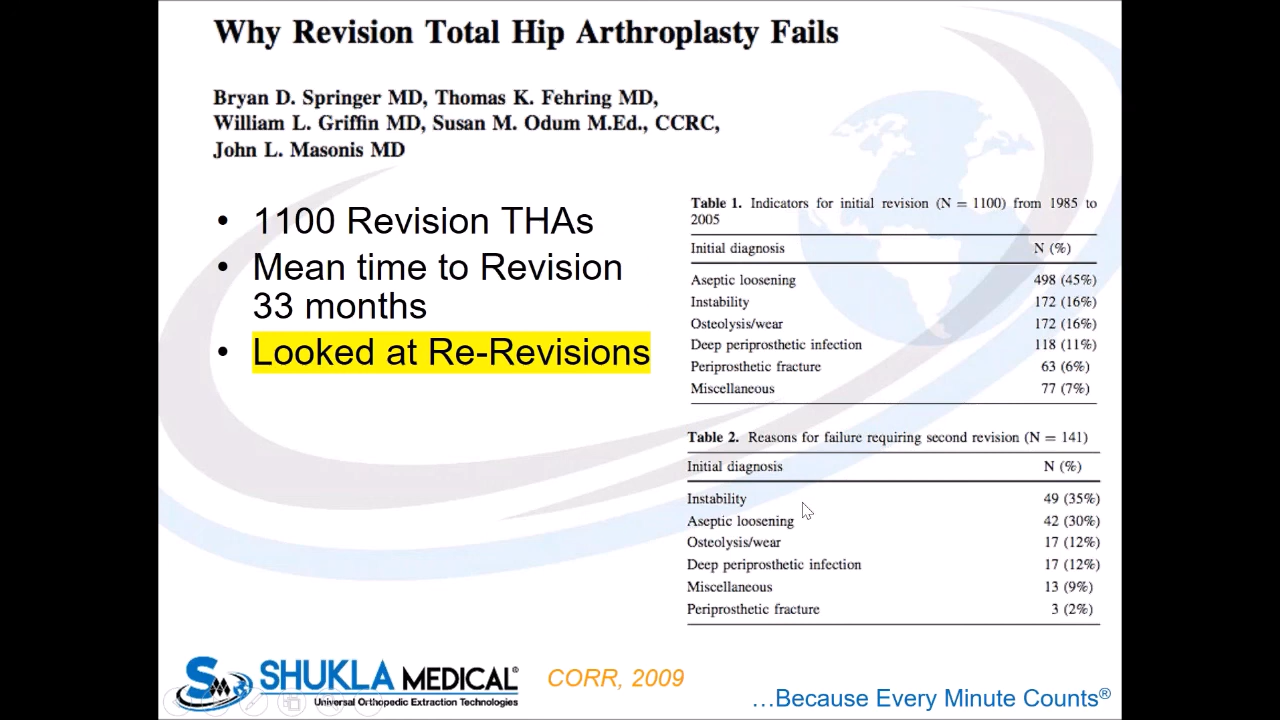 Why Revision Total Hip Arthroplasty Fails
Bryan D. Springer MD, Thomas K. Fehring MD,
William L. Griffin MD, Susan M. Odum M.Ed., CCRC,
John L. Masonis MD
• 1100 Revision THAs
• Mean time to Revision
33 months
• Looked at Re-Revisions
Table 1. Indicators for initial revision (N = 1100) from 1985 to
2005
Initial diagnosis N (%)
Aseptic loosening 498 (45%)
Instability 172 (16%)
Osteolysis/wear 172 (16%)
Deep periprosthetic infection 118 (11%)
Periprosthetic fracture 63 (6%)
Miscellaneous 77 (7%)
Table 2. Reasons for failure requiring second revision (N = 141)
Initial diagnosis N (%)
Instability 49 (35%)
Aseptic loosening 42 (30%)
Osteolysis/wear 17 (12%)
Deep periprosthetic infection 17 (12%)
Miscellaneous 13 (9%)
Periprosthetic fracture 3 (2%)
SHUKLA MEDICAL®
Universal Orthopedic Extraction Technologies
CORR, 2009
…Because Every Minute Counts®